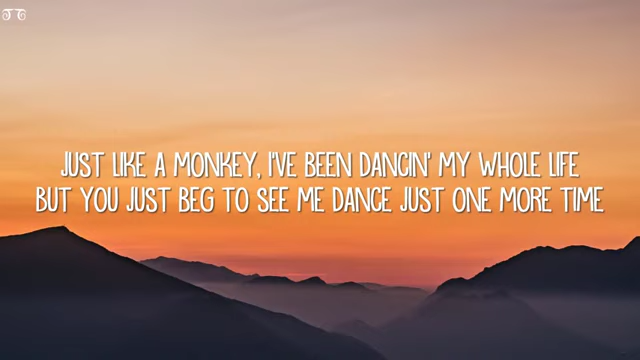 JUST LIKE A MONKEY, I'VE BEEN DANCIN' MY WHOLE LIFE
BUT YOU JUST BEG TO SEE ME DANCE JUST ONE MORE TIME